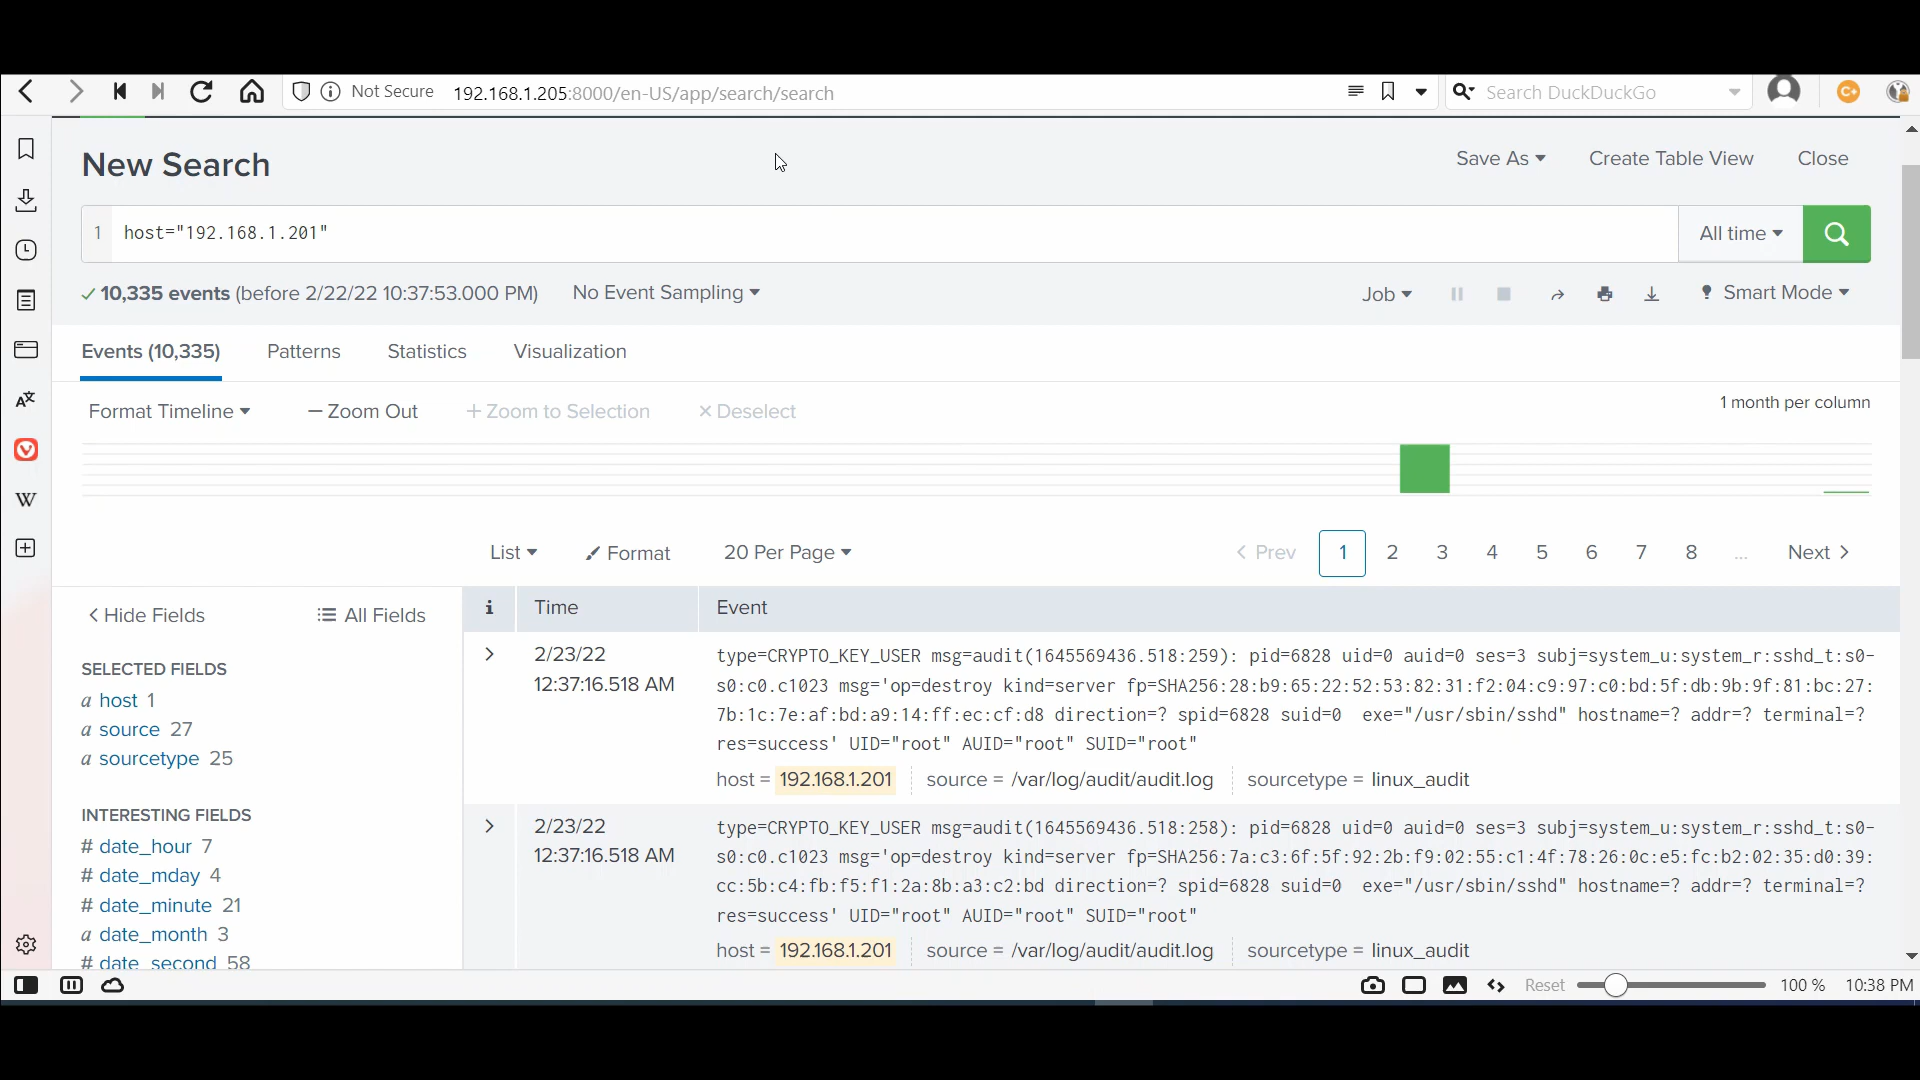 Not Secure 192.168.1.205:8000/en-US/app/search/search Search DuckDuckGo
New Search Save As Create Table View Close
1 host="192.168.1.201" All time
10,335 events (before 2/22/22 10:37:53.000 PM) No Event Sampling Job Smart Mode
Events (10,335) Patterns Statistics Visualization
Format Timeline — Zoom Out + Zoom to Selection × Deselect 1 month per column
List Format 20 Per Page < Prev 1 2 3 4 5 6 7 8 ... Next >
< Hide Fields All Fields i Time Event
SELECTED FIELDS
a host 1
a source 27
a sourcetype 25
INTERESTING FIELDS
# date_hour 7
# date_mday 4
# date_minute 21
a date_month 3
# date_second 58
> 2/23/22
12:37:16.518 AM
type=CRYPTO_KEY_USER msg=audit(1645569436.518:259): pid=6828 uid=0 auid=0 ses=3 subj=system_u:system_r:sshd_t:s0-
s0:c0.c1023 msg='op=destroy kind=server fp=SHA256:28:b9:65:22:52:53:82:31:f2:04:c9:97:c0:bd:5f:db:9b:9f:81:bc:27:
7b:1c:7e:af:bd:a9:14:ff:ec:cf:d8 direction=? spid=6828 suid=0 exe="/usr/sbin/sshd" hostname=? addr=? terminal=?
res=success' UID="root" AUID="root" SUID="root"
host = 192.168.1.201 source = /var/log/audit/audit.log sourcetype = linux_audit
> 2/23/22
12:37:16.518 AM
type=CRYPTO_KEY_USER msg=audit(1645569436.518:258): pid=6828 uid=0 auid=0 ses=3 subj=system_u:system_r:sshd_t:s0-
s0:c0.c1023 msg='op=destroy kind=server fp=SHA256:7a:c3:6f:5f:92:2b:f9:02:55:c1:4f:78:26:0c:e5:fc:b2:02:35:d0:39:
cc:5b:c4:fb:f5:f1:2a:8b:a3:c2:bd direction=? spid=6828 suid=0 exe="/usr/sbin/sshd" hostname=? addr=? terminal=?
res=success' UID="root" AUID="root" SUID="root"
host = 192.168.1.201 source = /var/log/audit/audit.log sourcetype = linux_audit
Reset 100 % 10:38 PM